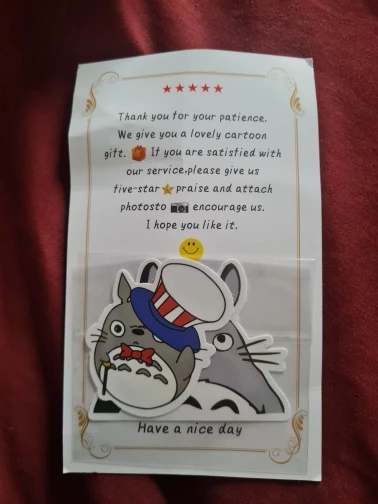 ★★★★★
Thank you for your patience.
We give you a lovely cartoon
gift. 🎁 If you are satisfied with
our service,please give us
five-star⭐praise and attach
photosto 📷 encourage us.
I hope you like it.
Have a nice day